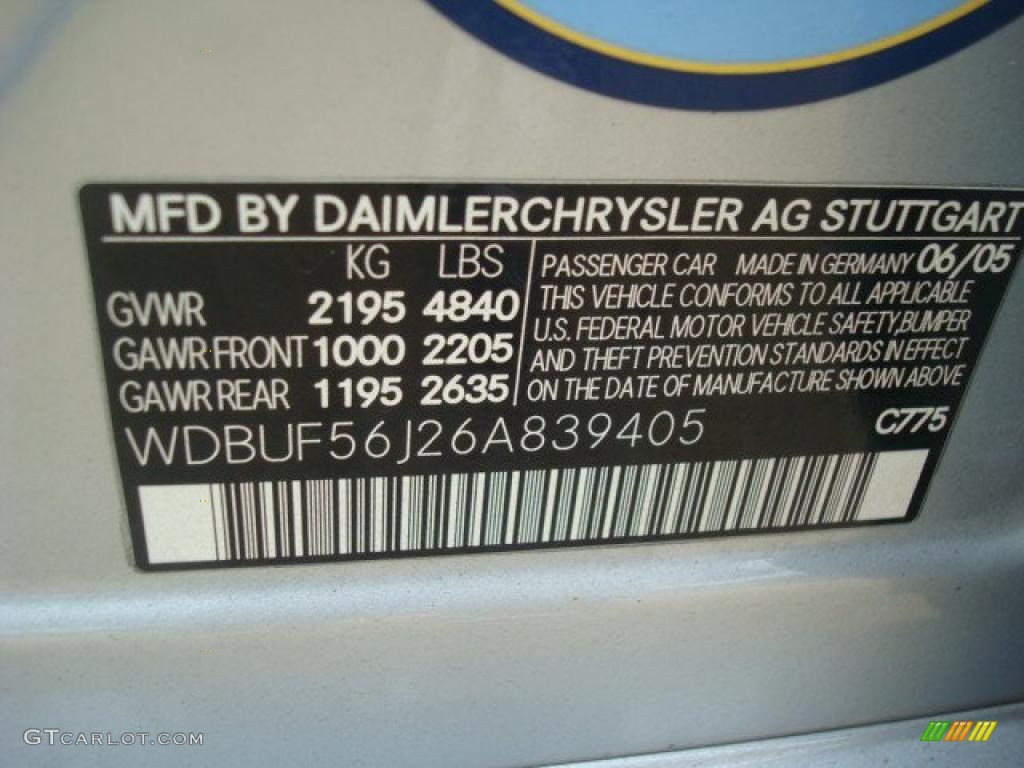 MFD BY DAIMLERCHRYSLER AG STUTTGART
KG LBS
GVWR 2195 4840
GAWR FRONT 1000 2205
GAWR REAR 1195 2635
PASSENGER CAR MADE IN GERMANY 06/05
THIS VEHICLE CONFORMS TO ALL APPLICABLE
U.S. FEDERAL MOTOR VEHICLE SAFETY, BUMPER
AND THEFT PREVENTION STANDARDS IN EFFECT
ON THE DATE OF MANUFACTURE SHOWN ABOVE
WDBUF56J26A839405
C775
GTCARLOT.COM